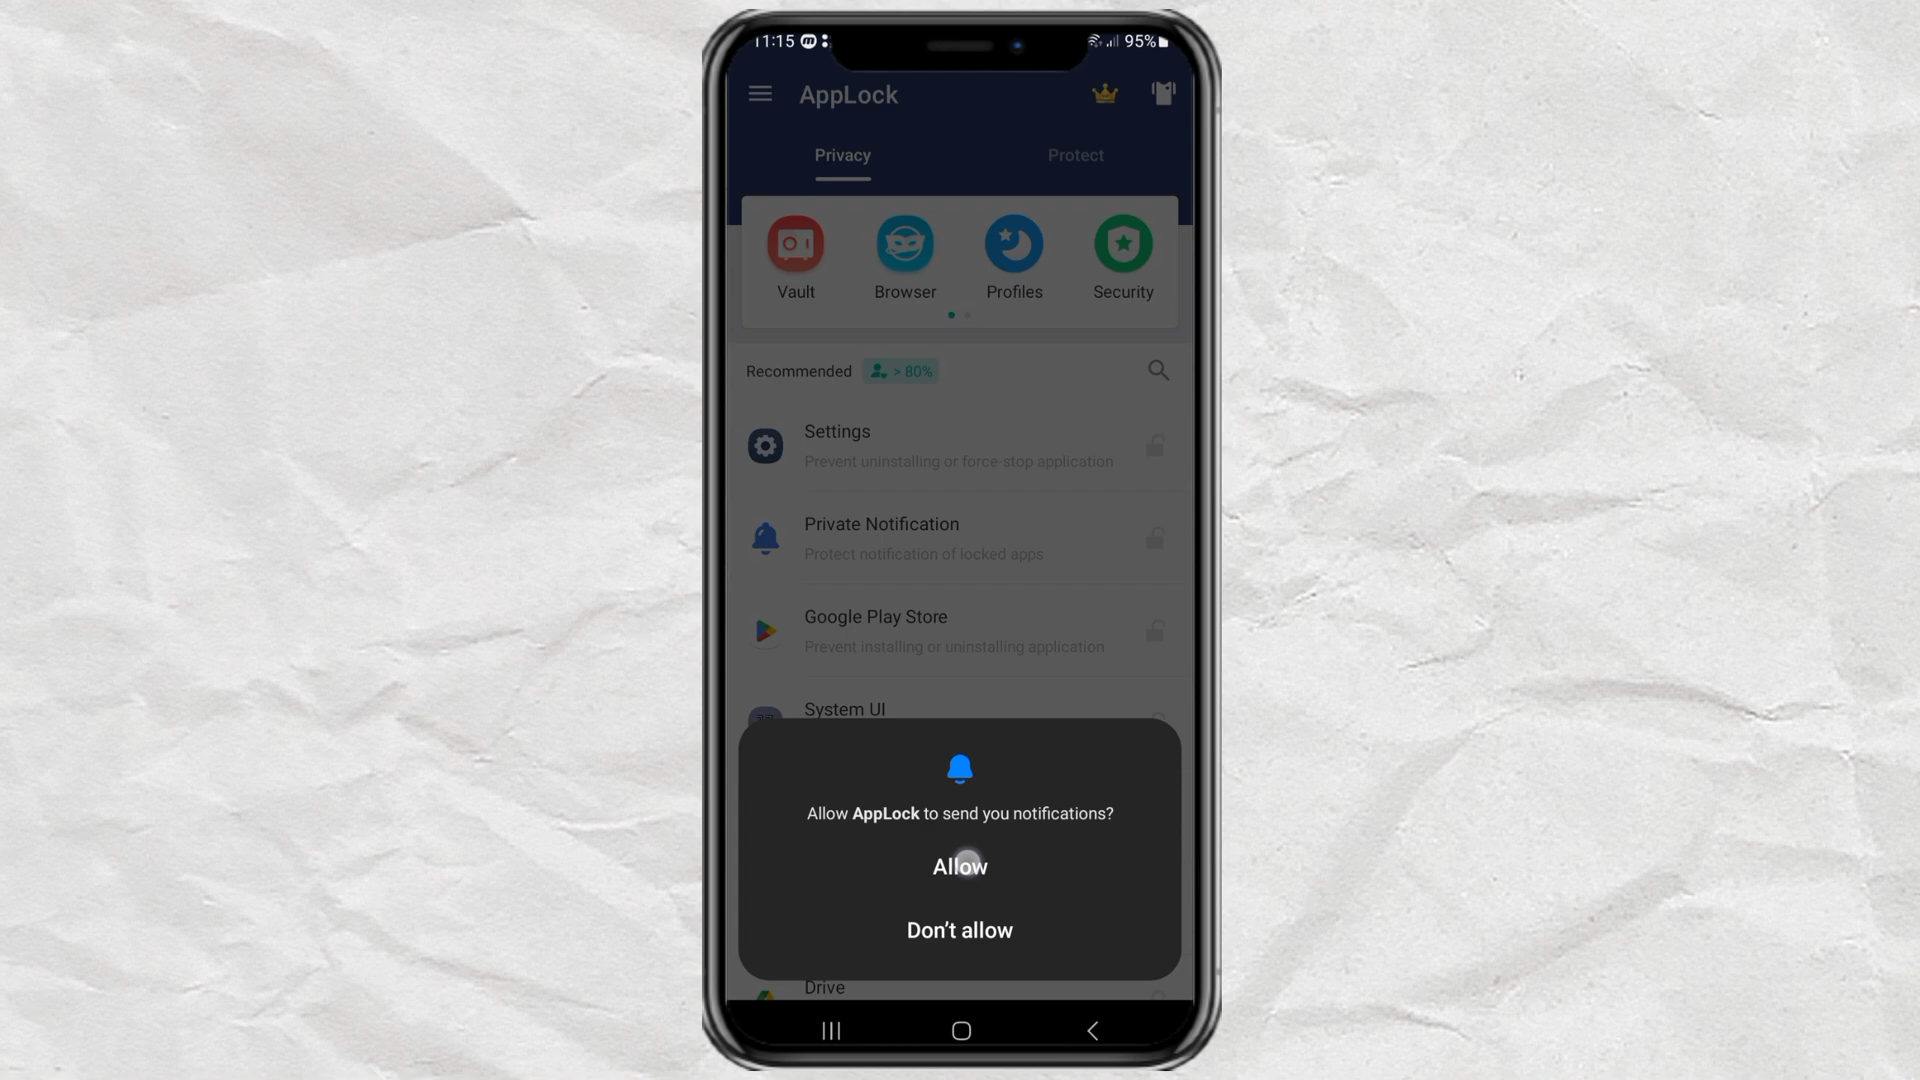 11:15
95%
AppLock
Privacy
Protect
Vault
Browser
Profiles
Security
Recommended
> 80%
Settings
Prevent uninstalling or force-stop application
Private Notification
Protect notification of locked apps
Google Play Store
Prevent installing or uninstalling application
System UI
Allow AppLock to send you notifications?
Allow
Don't allow
Drive